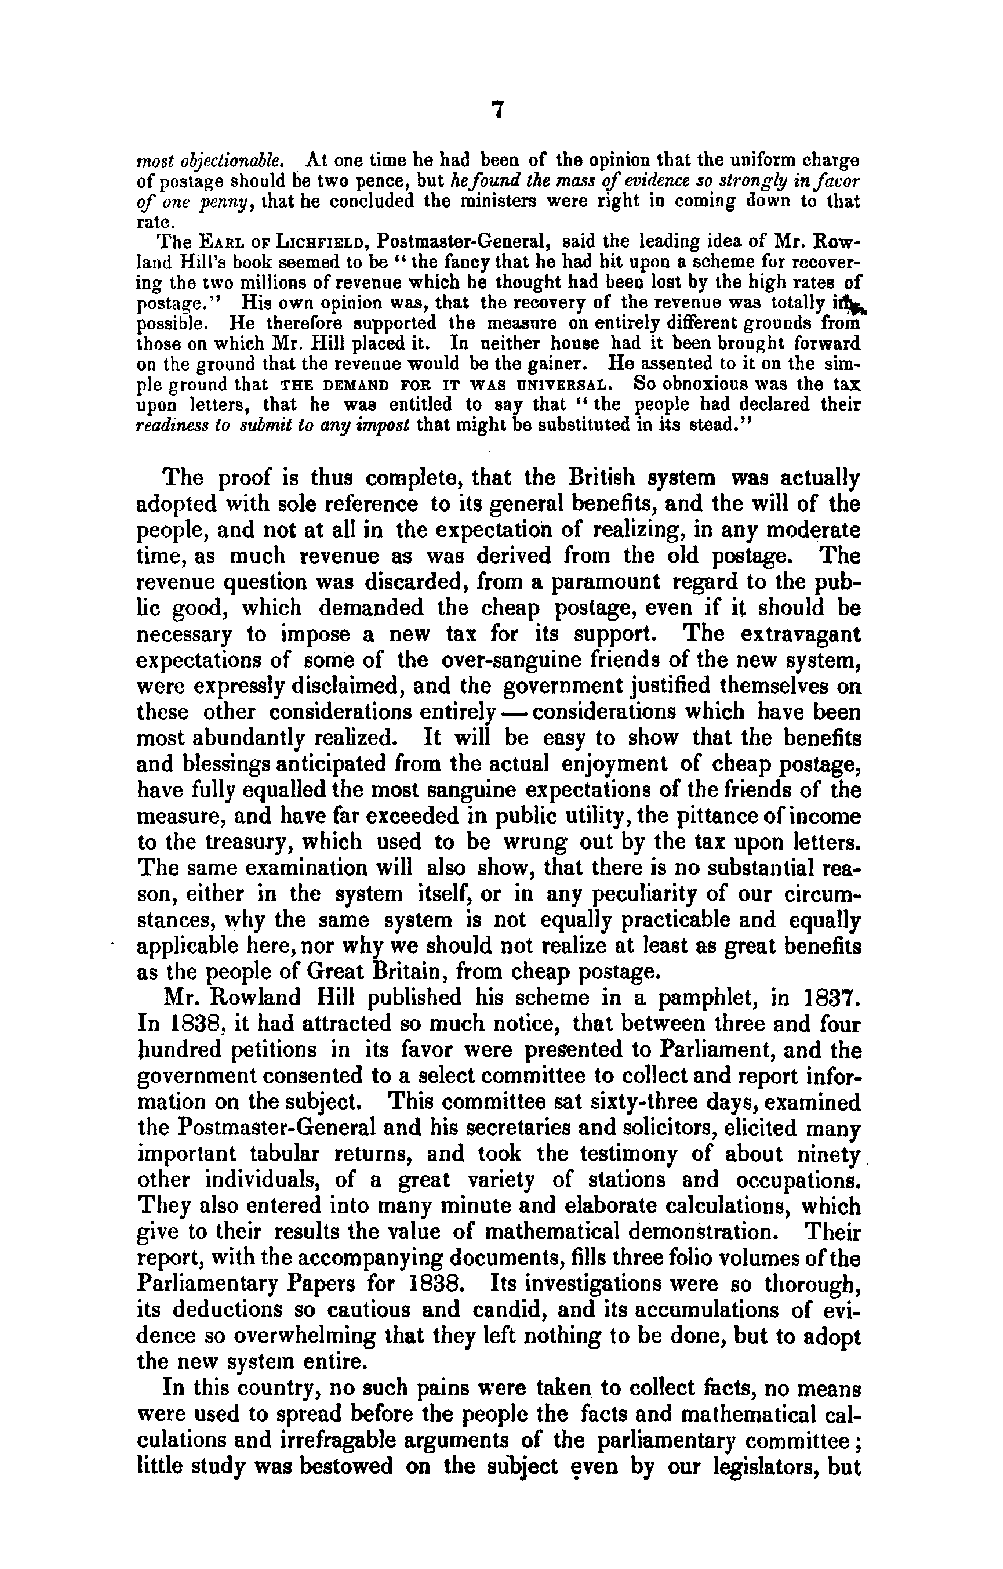 7
most objectionable. At one time he had been of the opinion that the uniform charge
of postage should be two pence, but he found the mass of evidence so strongly in favor
of one penny, that he concluded the ministers were right in coming down to that
rate.
The EARL OF LICHFIELD, Postmaster-General, said the leading idea of Mr. Row-
land Hill's book seemed to be “ the fancy that he had hit upon a scheme for recover-
ing the two millions of revenue which he thought had been lost by the high rates of
postage.” His own opinion was, that the recovery of the revenue was totally
possible. He therefore supported the measure on entirely different grounds from
those on which Mr. Hill placed it. In neither house had it been brought forward
on the ground that the revenue would be the gainer. He assented to it on the sim-
ple ground that THE DEMAND FOR IT WAS UNIVERSAL. So obnoxious was the tax
upon letters, that he was entitled to say that “ the people had declared their
readiness to submit to any impost that might be substituted in its stead.”
The proof is thus complete, that the British system was actually
adopted with sole reference to its general benefits, and the will of the
people, and not at all in the expectation of realizing, in any moderate
time, as much revenue as was derived from the old postage. The
revenue question was discarded, from a paramount regard to the pub-
lic good, which demanded the cheap postage, even if it should be
necessary to impose a new tax for its support. The extravagant
expectations of some of the over-sanguine friends of the new system,
were expressly disclaimed, and the government justified themselves on
these other considerations entirely — considerations which have been
most abundantly realized. It will be easy to show that the benefits
and blessings anticipated from the actual enjoyment of cheap postage,
have fully equalled the most sanguine expectations of the friends of the
measure, and have far exceeded in public utility, the pittance of income
to the treasury, which used to be wrung out by the tax upon letters.
The same examination will also show, that there is no substantial rea-
son, either in the system itself, or in any peculiarity of our circum-
stances, why the same system is not equally practicable and equally
applicable here, nor why we should not realize at least as great benefits
as the people of Great Britain, from cheap postage.
Mr. Rowland Hill published his scheme in a pamphlet, in 1837.
In 1838, it had attracted so much notice, that between three and four
hundred petitions in its favor were presented to Parliament, and the
government consented to a select committee to collect and report infor-
mation on the subject. This committee sat sixty-three days, examined
the Postmaster-General and his secretaries and solicitors, elicited many
important tabular returns, and took the testimony of about ninety
other individuals, of a great variety of stations and occupations.
They also entered into many minute and elaborate calculations, which
give to their results the value of mathematical demonstration. Their
report, with the accompanying documents, fills three folio volumes of the
Parliamentary Papers for 1838. Its investigations were so thorough,
its deductions so cautious and candid, and its accumulations of evi-
dence so overwhelming that they left nothing to be done, but to adopt
the new system entire.
In this country, no such pains were taken to collect facts, no means
were used to spread before the people the facts and mathematical cal-
culations and irrefragable arguments of the parliamentary committee ;
little study was bestowed on the subject even by our legislators, but